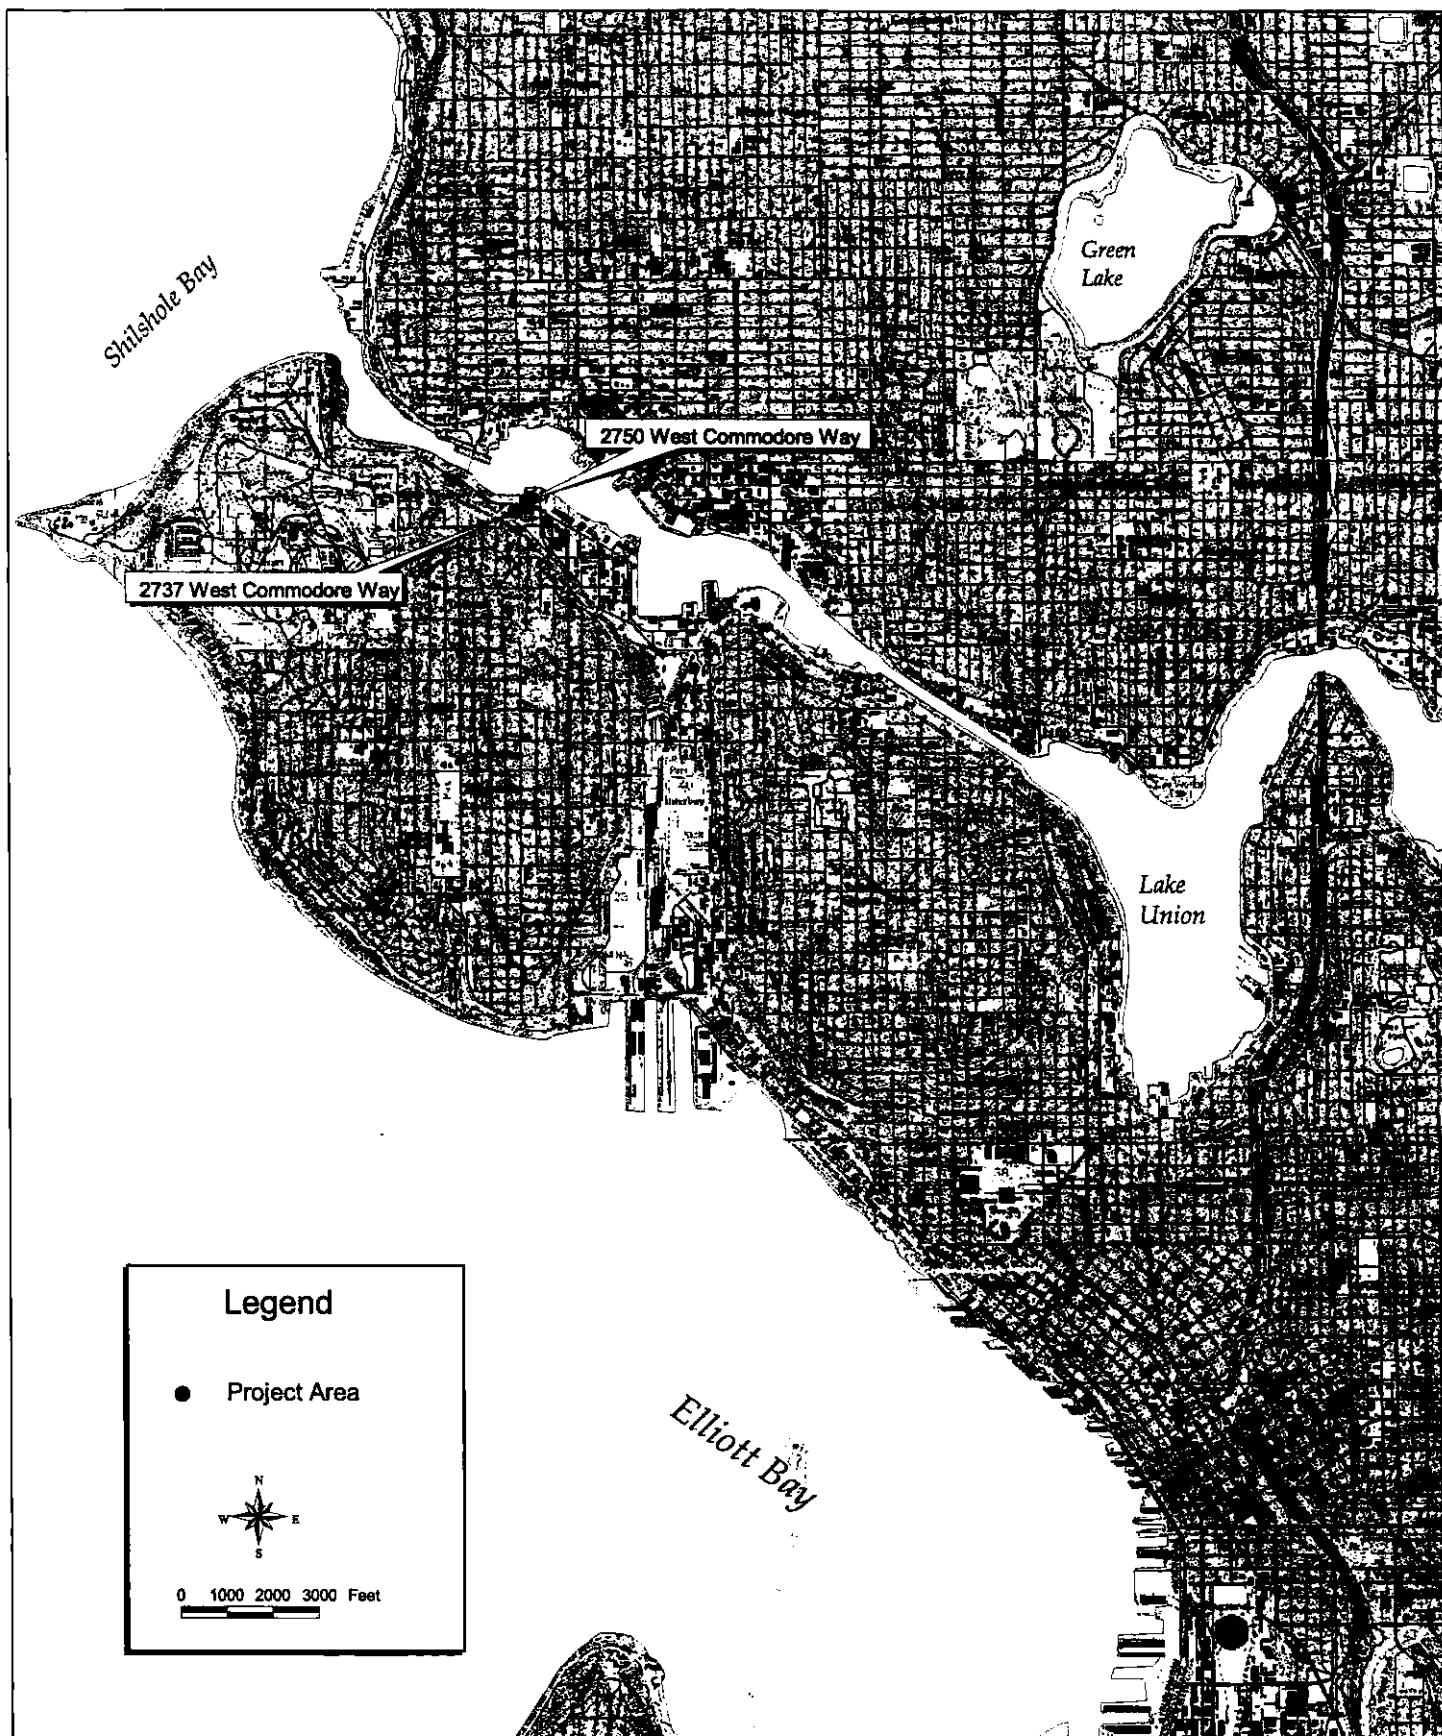 Green
Lake
Shilshole Bay
2750 West Commodore Way
2737 West Commodore Way
Lake
Union
Legend
Project Area
Elliott Bay
N
W E
S
0 1000 2000 3000 Feet